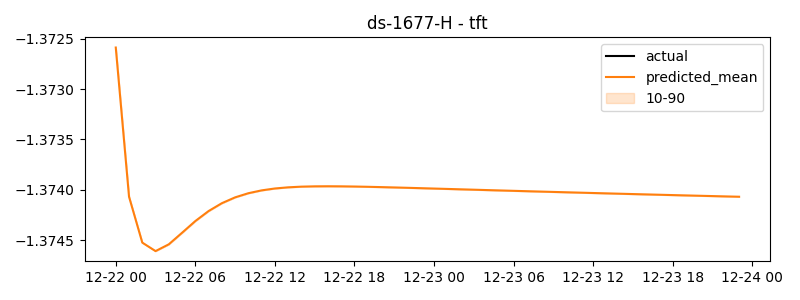 ds-1677-H - tft
−1.3725
−1.3730
−1.3735
−1.3740
−1.3745
actual
predicted_mean
10-90
12-22 00 12-22 06 12-22 12 12-22 18 12-23 00 12-23 06 12-23 12 12-23 18 12-24 00